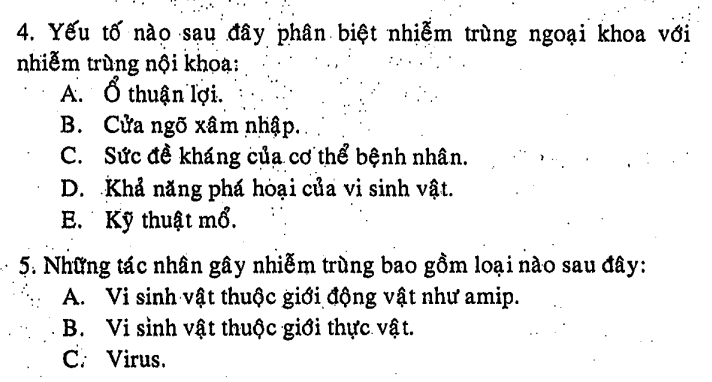 4. Yếu tố nào sau đây phân biệt nhiễm trùng ngoại khoa với
nhiễm trùng nội khoa:
A. Ổ thuận lợi.
B. Cửa ngõ xâm nhập.
C. Sức đề kháng của cơ thể bệnh nhân.
D. Khả năng phá hoại của vi sinh vật.
E. Kỹ thuật mổ.
5. Những tác nhân gây nhiễm trùng bao gồm loại nào sau đây:
A. Vi sinh vật thuộc giới động vật như amip.
B. Vi sinh vật thuộc giới thực vật.
C. Virus.